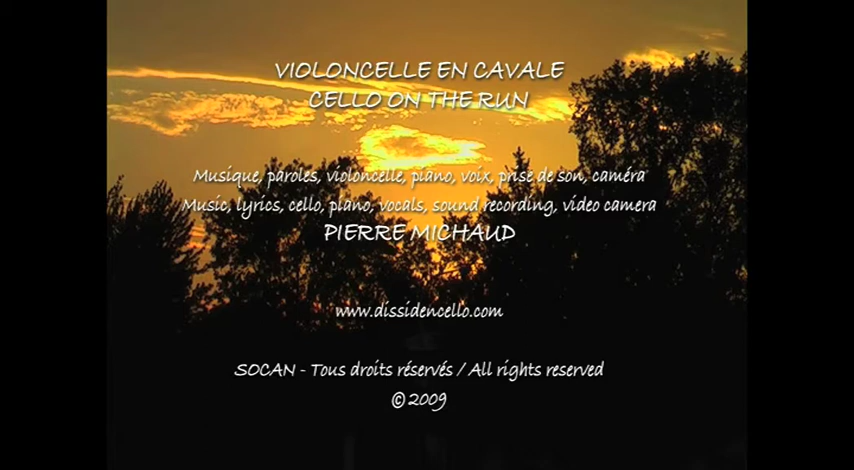 VIOLONCELLE EN CAVALE
CELLO ON THE RUN
Musique, paroles, violoncelle, piano, voix, prise de son, caméra
Music, lyrics, cello, piano, vocals, sound recording, video camera
PIERRE MICHAUD
www.dissidencello.com
SOCAN - Tous droits réservés / All rights reserved
© 2009